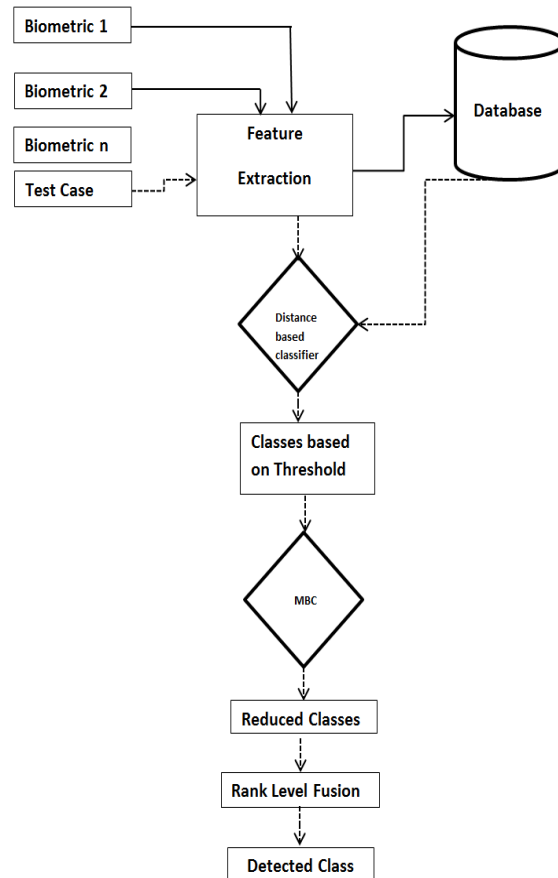 Biometric 1
Biometric 2
Biometric n
Test Case
Feature
Extraction
Database
Distance
based
classifier
Classes based
on Threshold
MBC
Reduced Classes
Rank Level Fusion
Detected Class